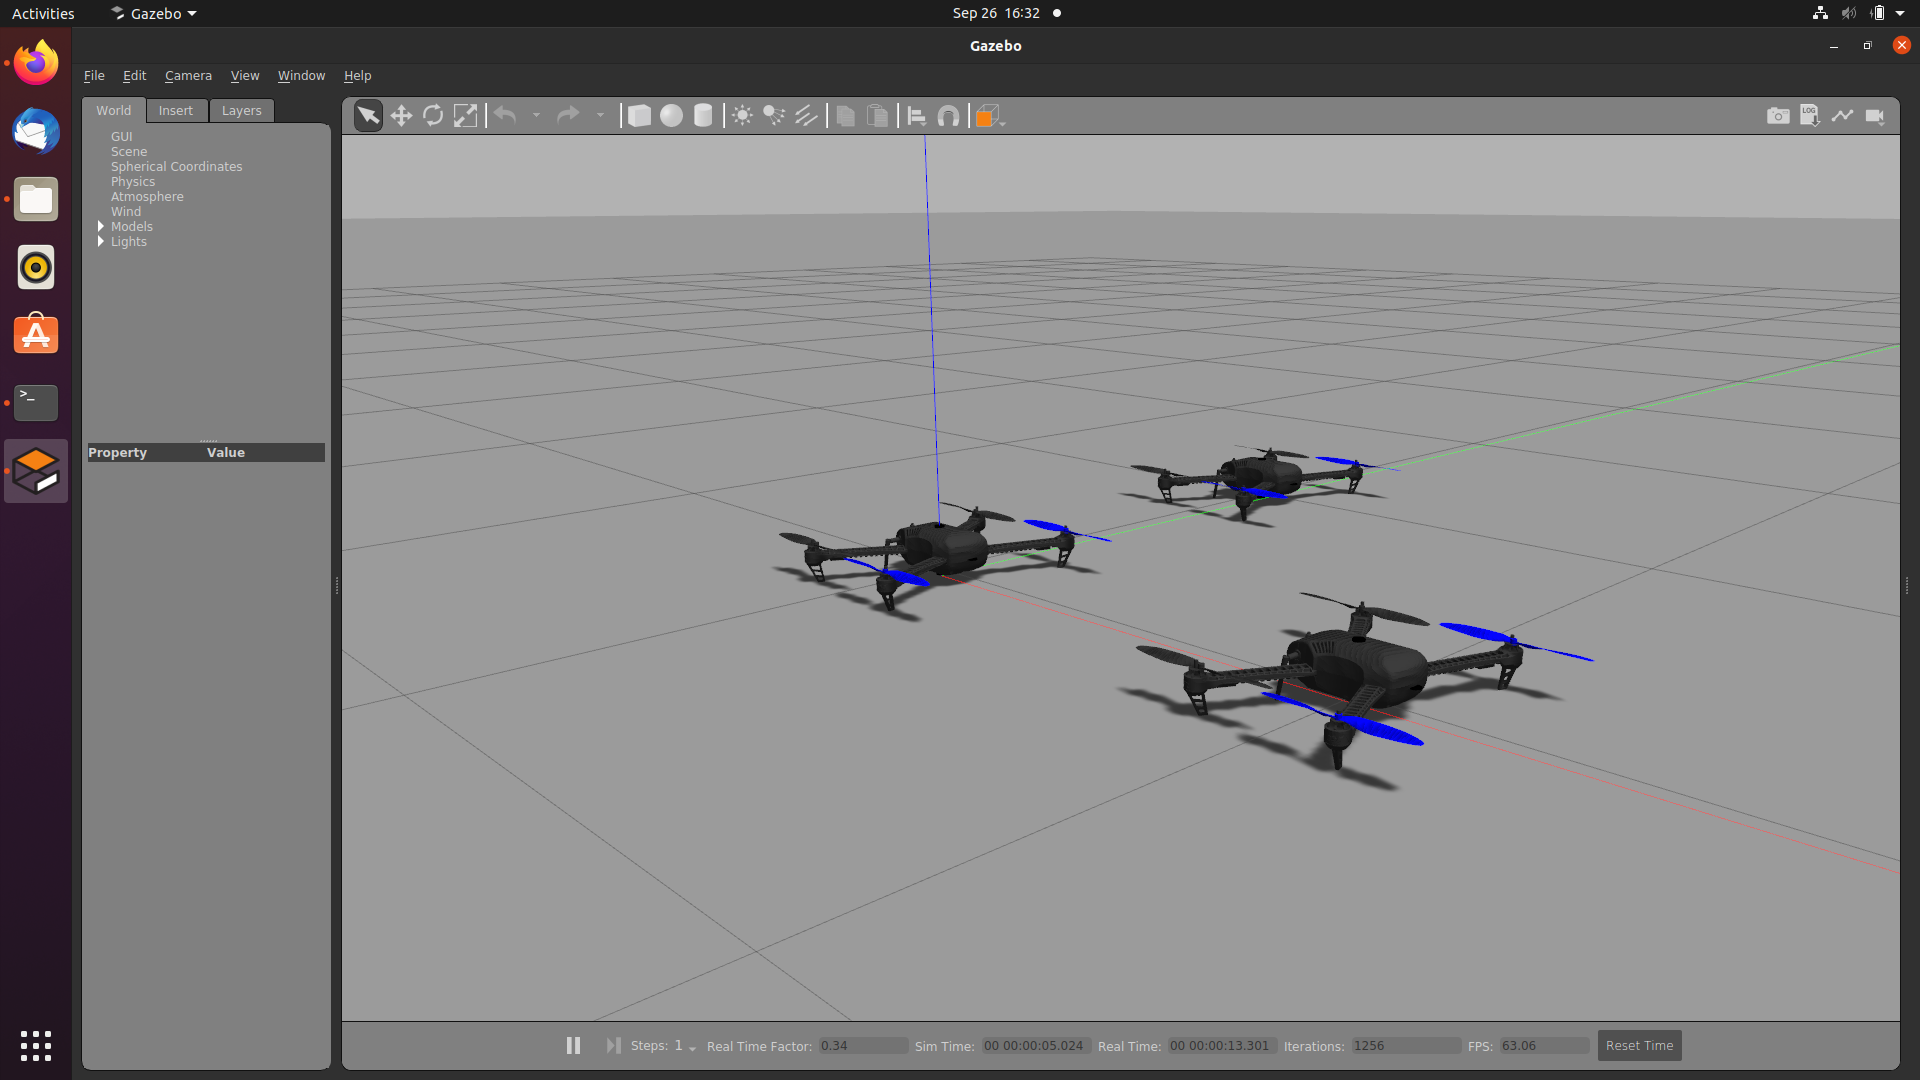 Activities Gazebo Sep 26 16:32
Gazebo
File Edit Camera View Window Help
World Insert Layers
GUI
Scene
Spherical Coordinates
Physics
Atmosphere
Wind
Models
Lights
Property Value
LOG
>_
Steps: 1 Real Time Factor: 0.34 Sim Time: 00 00:00:05.024 Real Time: 00 00:00:13.301 Iterations: 1256 FPS: 63.06 Reset Time